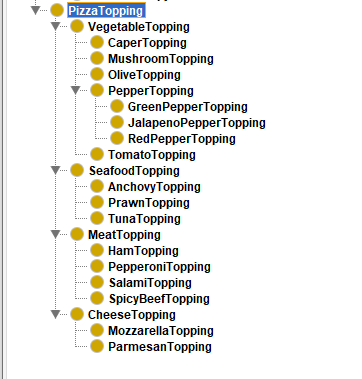 PizzaTopping
VegetableTopping
CaperTopping
MushroomTopping
OliveTopping
PepperTopping
GreenPepperTopping
JalapenoPepperTopping
RedPepperTopping
TomatoTopping
SeafoodTopping
AnchovyTopping
PrawnTopping
TunaTopping
MeatTopping
HamTopping
PepperoniTopping
SalamiTopping
SpicyBeefTopping
CheeseTopping
MozzarellaTopping
ParmesanTopping